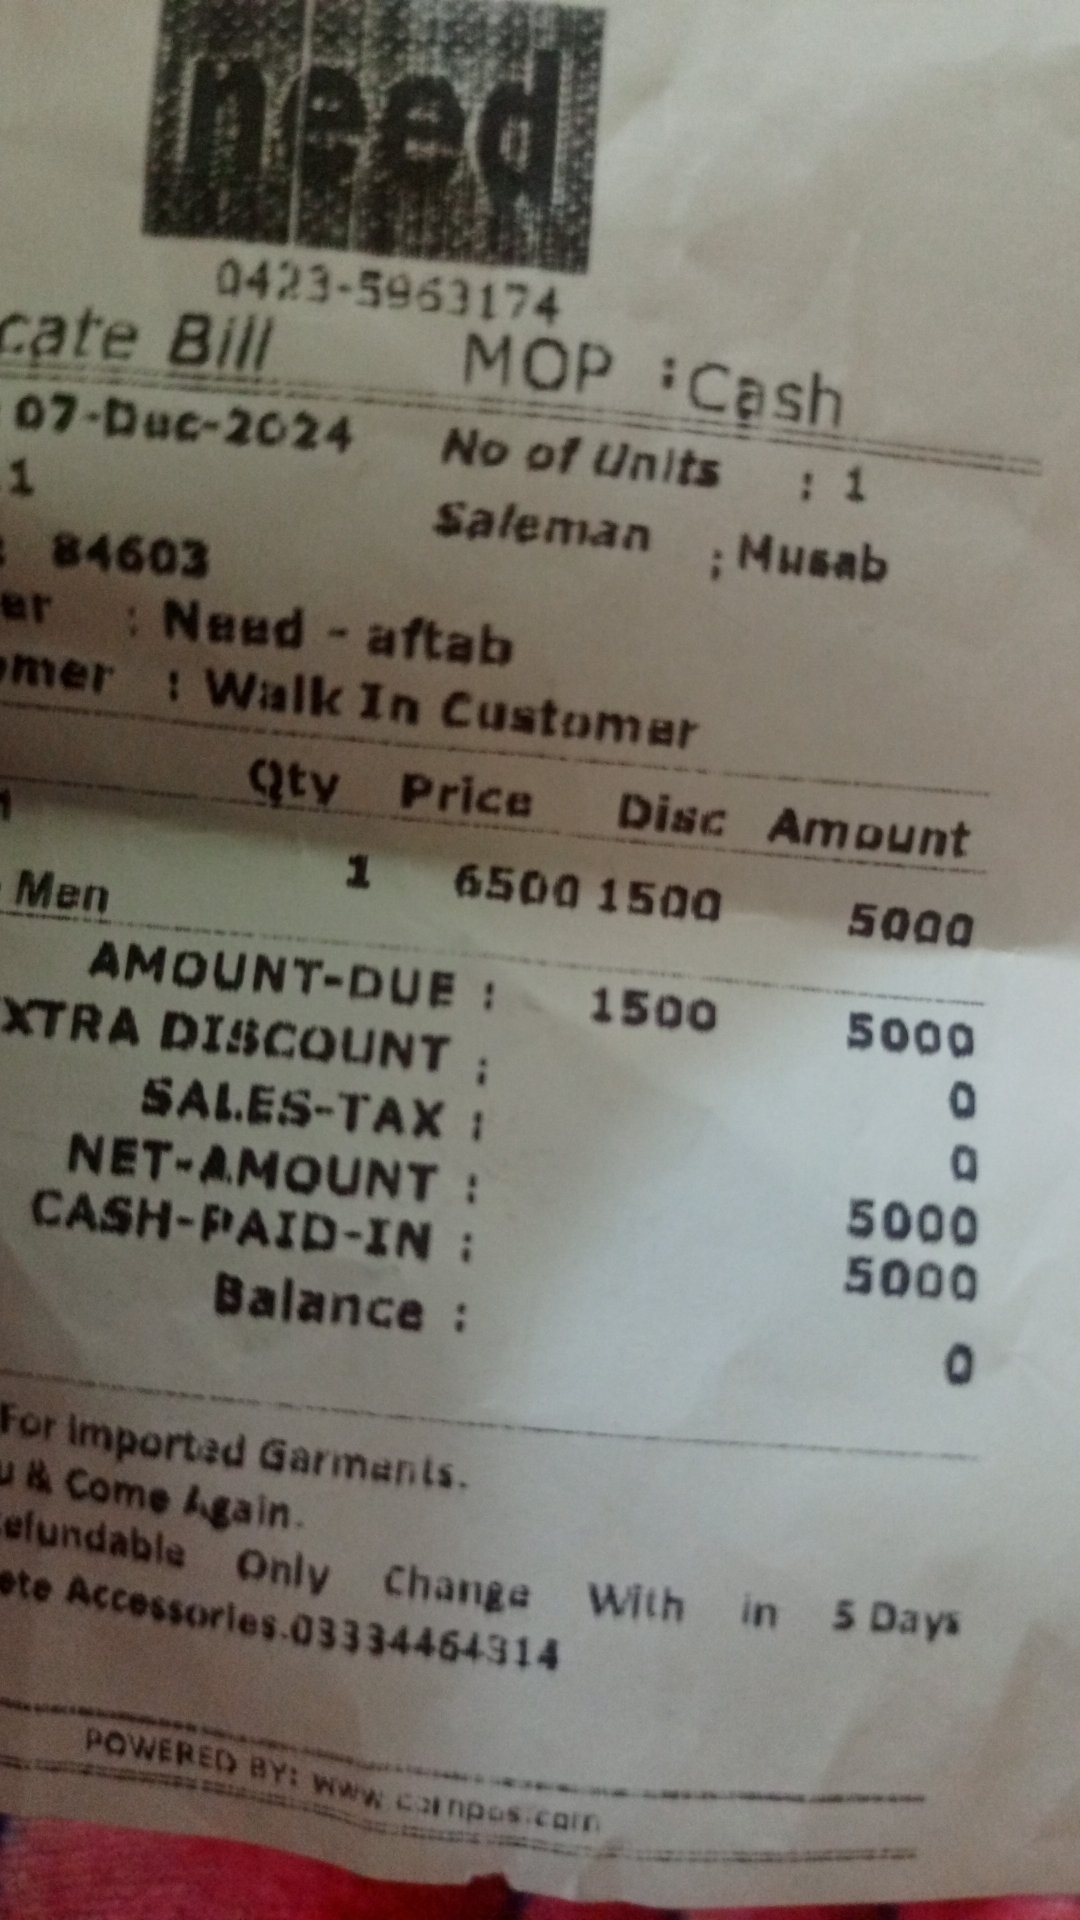 need
0423-5963174
cate Bill MOP : Cash
07-Dec-2024 No of Units : 1
1 Saleman : Musab
: 84603
er : Need - aftab
omer : Walk In Customer
Qty Price Disc Amount
1
Men 1 6500 1500 5000
AMOUNT-DUE : 1500 5000
XTRA DISCOUNT : 0
SALES-TAX : 0
NET-AMOUNT : 5000
CASH-PAID-IN : 5000
Balance : 0
For Imported Garments.
u & Come Again.
efundable Only Change With in 5 Days
ete Accessories.03334464314
POWERED BY: